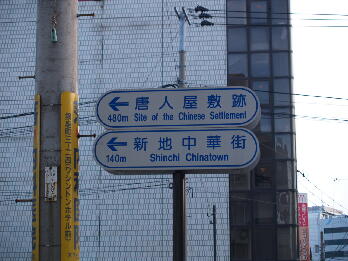 唐人屋敷跡
480m Site of the Chinese Settlement
新地中華街
140m Shinchi Chinatown